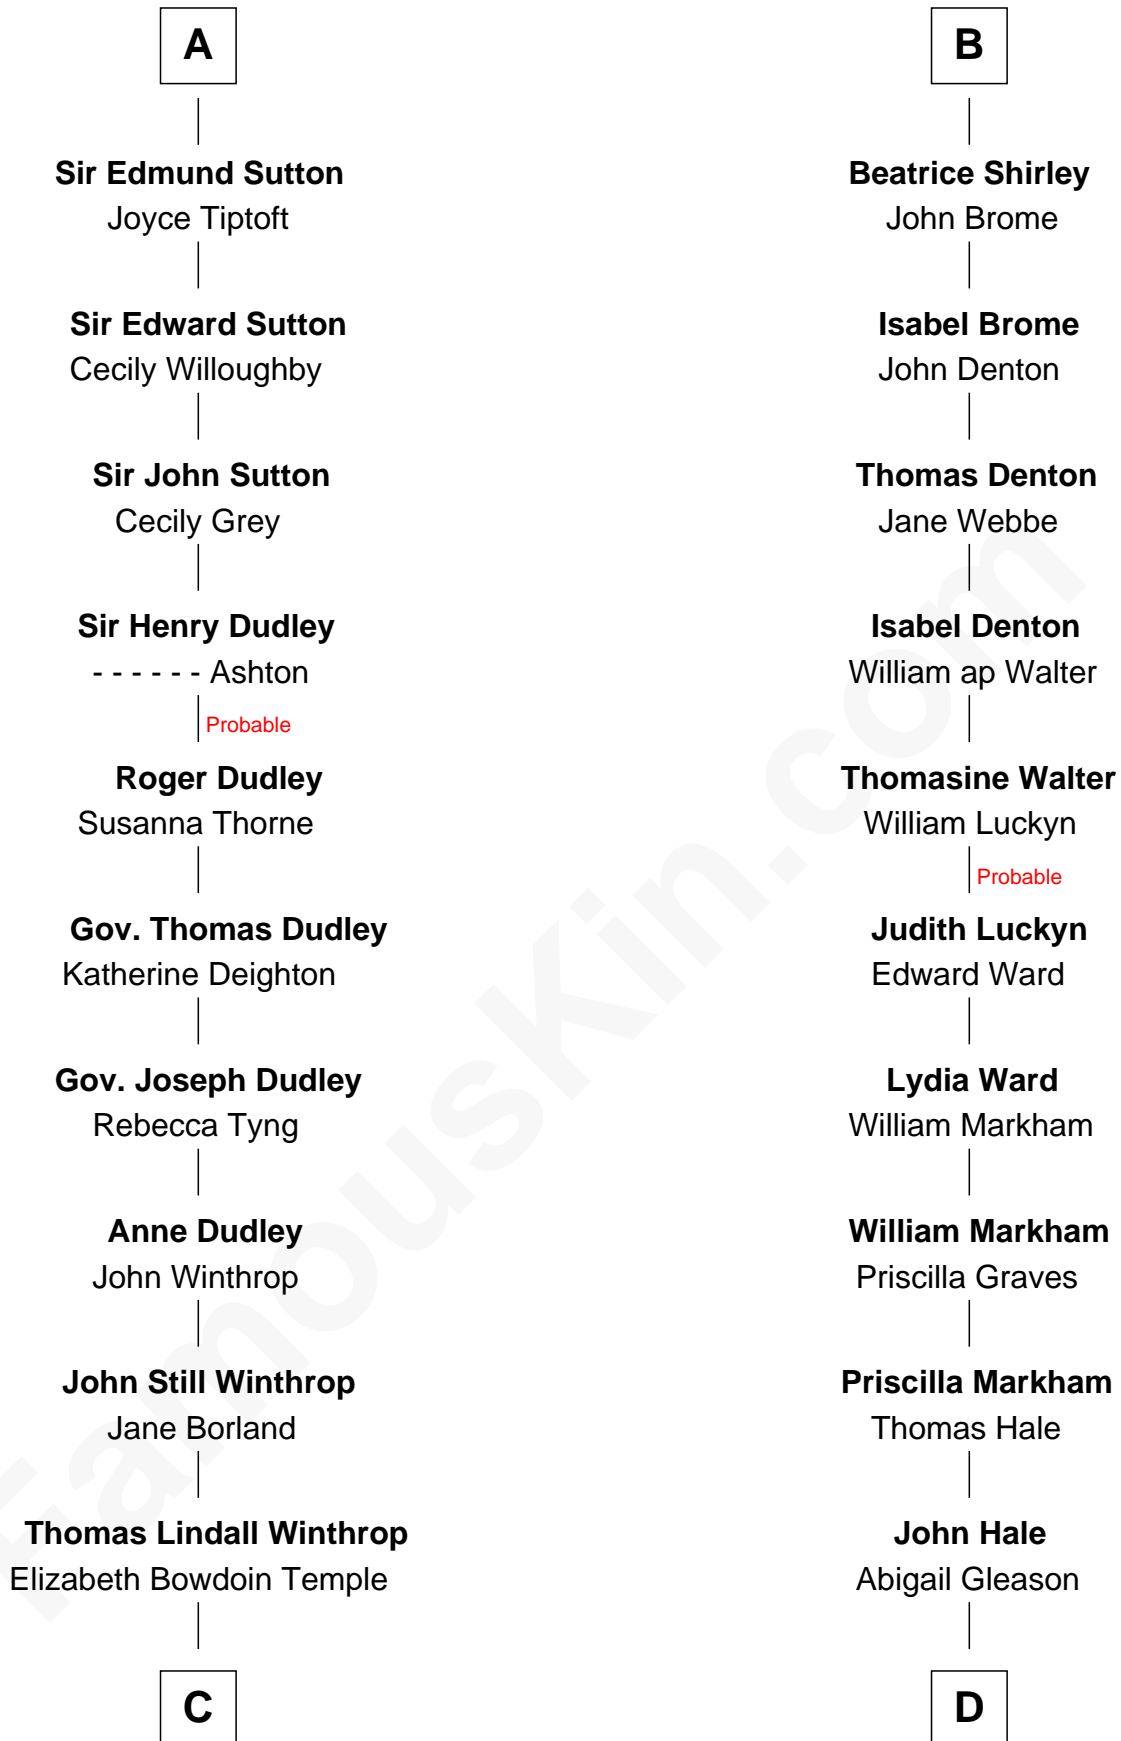 A
Sir Edmund Sutton
Joyce Tiptoft
Sir Edward Sutton
Cecily Willoughby
Sir John Sutton
Cecily Grey
Sir Henry Dudley
- - - - - - Ashton
Probable
Roger Dudley
Susanna Thorne
Gov. Thomas Dudley
Katherine Deighton
Gov. Joseph Dudley
Rebecca Tyng
Anne Dudley
John Winthrop
John Still Winthrop
Jane Borland
Thomas Lindall Winthrop
Elizabeth Bowdoin Temple
C
B
Beatrice Shirley
John Brome
Isabel Brome
John Denton
Thomas Denton
Jane Webbe
Isabel Denton
William ap Walter
Thomasine Walter
William Luckyn
Probable
Judith Luckyn
Edward Ward
Lydia Ward
William Markham
William Markham
Priscilla Graves
Priscilla Markham
Thomas Hale
John Hale
Abigail Gleason
D
FamousKin.com